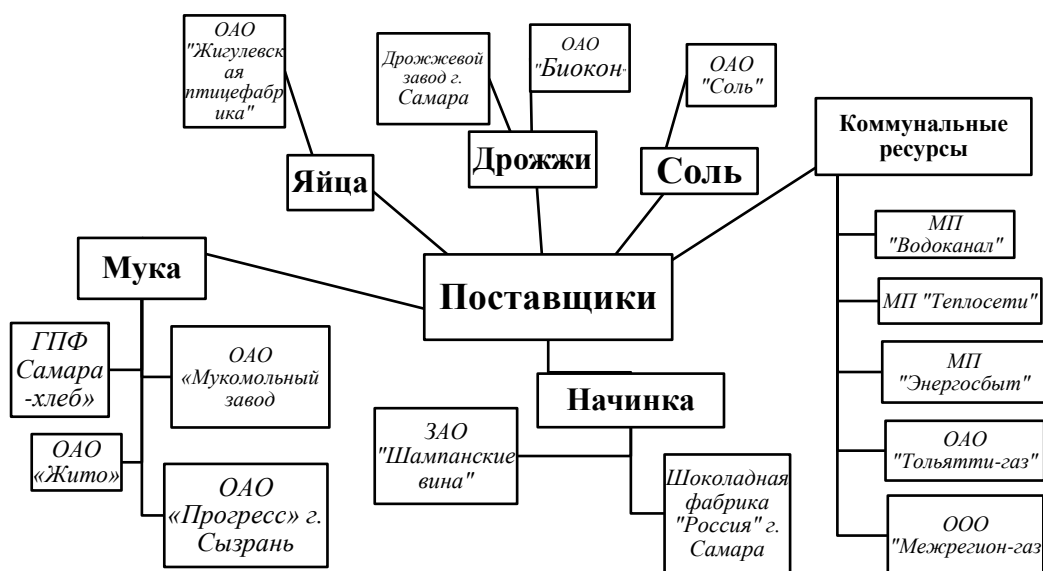 ОАО
"Жигулевск
ая
птицефабр
ика"
Дрожжевой
завод г.
Самара
ОАО
"Биокон"
ОАО
"Соль"
Коммунальные
ресурсы
Яйца
Дрожжи
Соль
МП
"Водоканал"
Мука
Поставщики
МП "Теплосети"
ГПФ
Самара
-хлеб»
ОАО
«Мукомольный
завод
МП
"Энергосбыт"
Начинка
ОАО
«Жито»
ЗАО
"Шампанские
вина"
ОАО
"Тольятти-газ"
ОАО
«Прогресс» г.
Сызрань
Шоколадная
фабрика
"Россия" г.
Самара
ООО
"Межрегион-газ